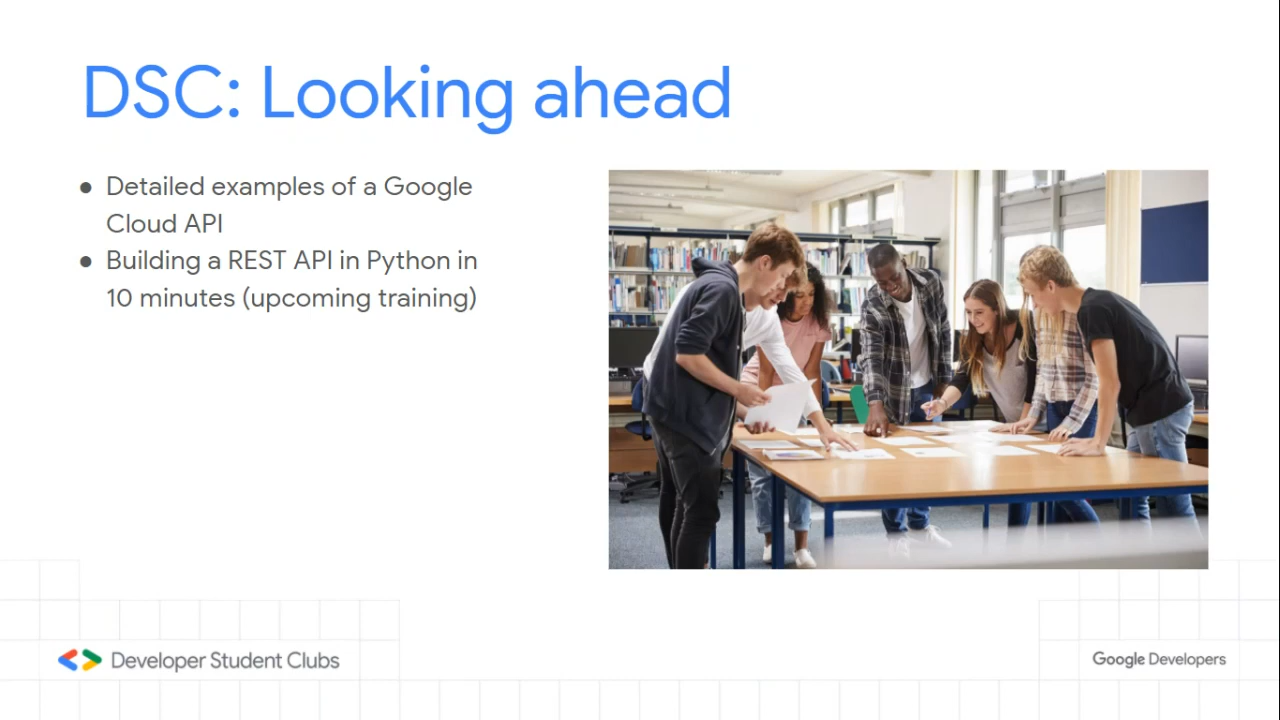 DSC: Looking ahead
● Detailed examples of a Google
Cloud API
● Building a REST API in Python in
10 minutes (upcoming training)
Developer Student Clubs
Google Developers